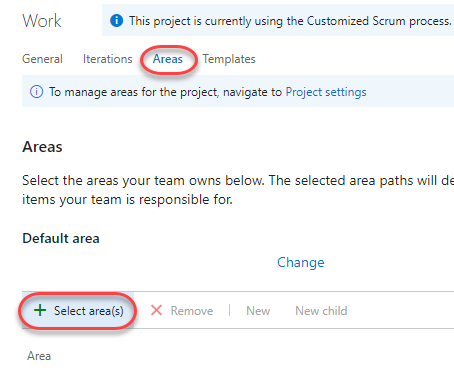 Work
This project is currently using the Customized Scrum process.
General Iterations Areas Templates
To manage areas for the project, navigate to Project settings
Areas
Select the areas your team owns below. The selected area paths will de
items your team is responsible for.
Default area
Change
Select area(s) Remove New New child
Area